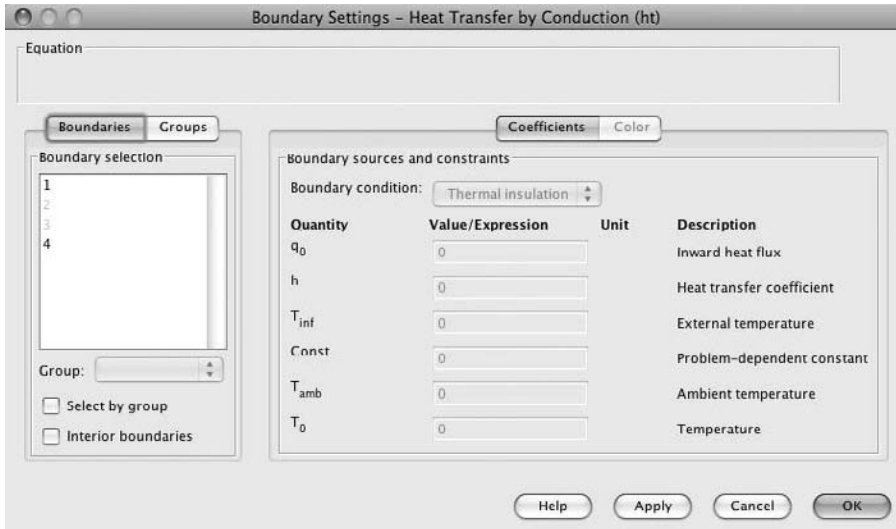 Boundary Settings – Heat Transfer by Conduction (ht)
Equation
Boundaries Groups
Boundary selection
1
2
3
4
Group:
Select by group
Interior boundaries
Coefficients Color
Boundary sources and constraints
Boundary condition: Thermal insulation
Quantity Value/Expression Unit Description
q0 0 Inward heat flux
h 0 Heat transfer coefficient
Tinf 0 External temperature
Const 0 Problem-dependent constant
Tamb 0 Ambient temperature
T0 0 Temperature
Help Apply Cancel OK